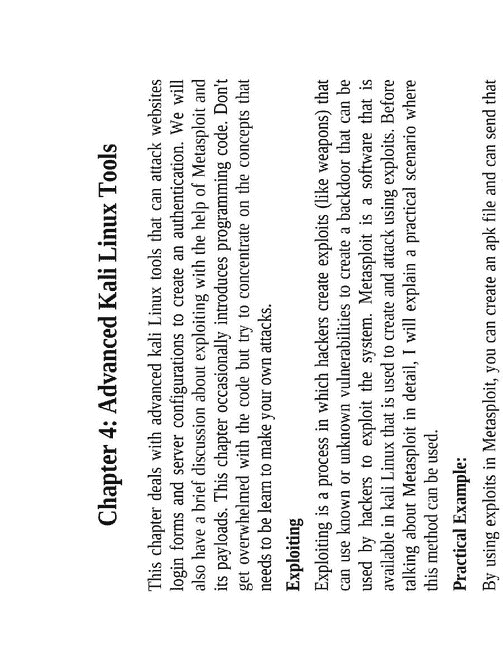 Chapter 4: Advanced Kali Linux Tools
This chapter deals with advanced kali Linux tools that can attack websites
login forms and server configurations to create an authentication. We will
also have a brief discussion about exploiting with the help of Metasploit and
its payloads. This chapter occasionally introduces programming code. Don't
get overwhelmed with the code but try to concentrate on the concepts that
needs to be learn to make your own attacks.
Exploiting
Exploiting is a process in which hackers create exploits (like weapons) that
can use known or unknown vulnerabilities to create a backdoor that can be
used by hackers to exploit the system. Metasploit is a software that is
available in kali Linux that is used to create and attack using exploits. Before
talking about Metasploit in detail, I will explain a practical scenario where
this method can be used.
Practical Example:
By using exploits in Metasploit, you can create an apk file and can send that